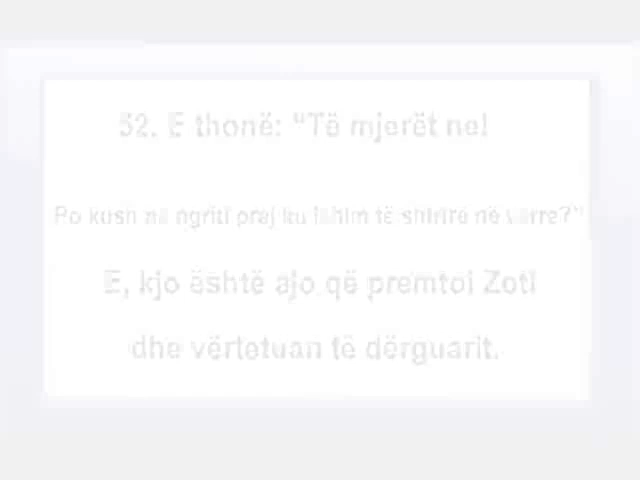 52. E thonë: "Të mjerët ne!
Po kush na ngriti prej ku ishim të shtrirë në varre?"
E, kjo është ajo që premtoi Zoti
dhe vërtetuan të dërguarit.